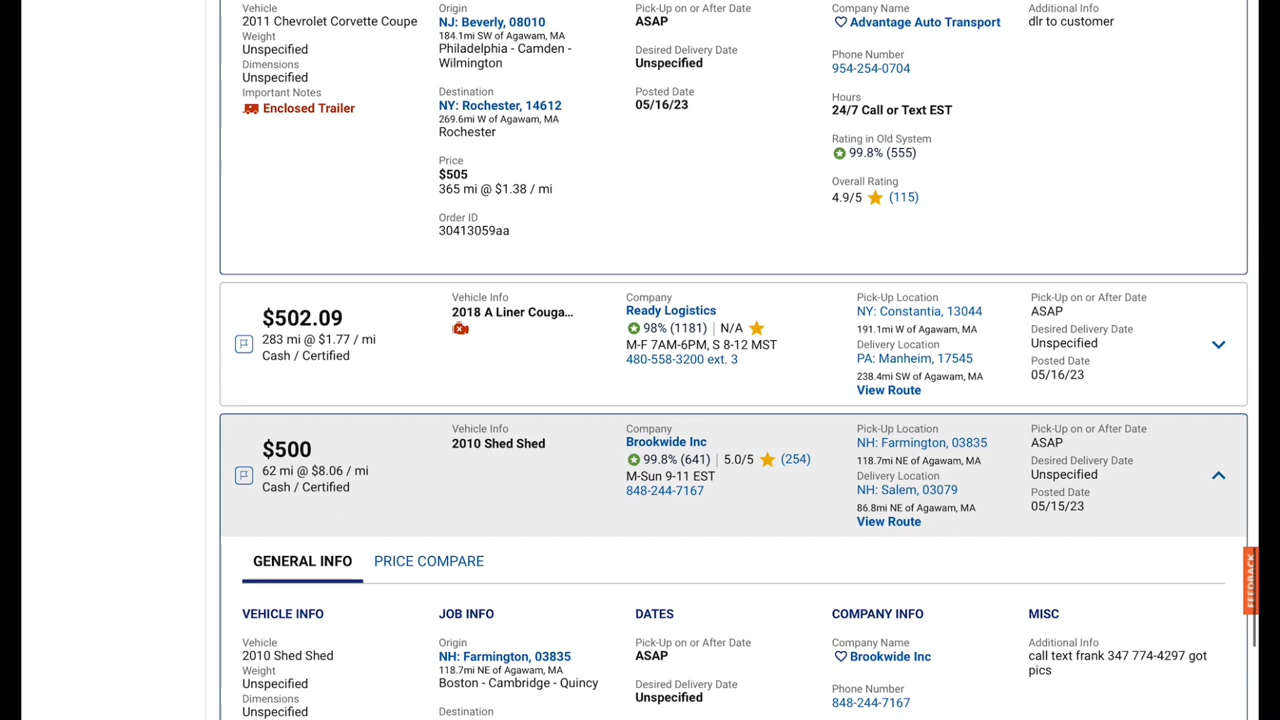 Vehicle
2011 Chevrolet Corvette Coupe
Weight
Unspecified
Dimensions
Unspecified
Important Notes
Enclosed Trailer
Origin
NJ: Beverly, 08010
184.1mi SW of Agawam, MA
Philadelphia - Camden -
Wilmington
Destination
NY: Rochester, 14612
269.6mi W of Agawam, MA
Rochester
Price
$505
365 mi @ $1.38 / mi
Order ID
30413059aa
Pick-Up on or After Date
ASAP
Desired Delivery Date
Unspecified
Posted Date
05/16/23
Company Name
Advantage Auto Transport
Phone Number
954-254-0704
Hours
24/7 Call or Text EST
Rating in Old System
99.8% (555)
Overall Rating
4.9/5 (115)
Additional Info
dlr to customer
$502.09
283 mi @ $1.77 / mi
Cash / Certified
Vehicle Info
2018 A Liner Couga...
Company
Ready Logistics
98% (1181) | N/A
M-F 7AM-6PM, S 8-12 MST
480-558-3200 ext. 3
Pick-Up Location
NY: Constantia, 13044
191.1mi W of Agawam, MA
Delivery Location
PA: Manheim, 17545
238.4mi SW of Agawam, MA
View Route
Pick-Up on or After Date
ASAP
Desired Delivery Date
Unspecified
Posted Date
05/16/23
$500
62 mi @ $8.06 / mi
Cash / Certified
Vehicle Info
2010 Shed Shed
Company
Brookwide Inc
99.8% (641) | 5.0/5 (254)
M-Sun 9-11 EST
848-244-7167
Pick-Up Location
NH: Farmington, 03835
118.7mi NE of Agawam, MA
Delivery Location
NH: Salem, 03079
86.8mi NE of Agawam, MA
View Route
Pick-Up on or After Date
ASAP
Desired Delivery Date
Unspecified
Posted Date
05/15/23
FEEDBACK
GENERAL INFO
PRICE COMPARE
VEHICLE INFO
Vehicle
2010 Shed Shed
Weight
Unspecified
Dimensions
Unspecified
JOB INFO
Origin
NH: Farmington, 03835
118.7mi NE of Agawam, MA
Boston - Cambridge - Quincy
Destination
DATES
Pick-Up on or After Date
ASAP
Desired Delivery Date
Unspecified
COMPANY INFO
Company Name
Brookwide Inc
Phone Number
848-244-7167
MISC
Additional Info
call text frank 347 774-4297 got
pics